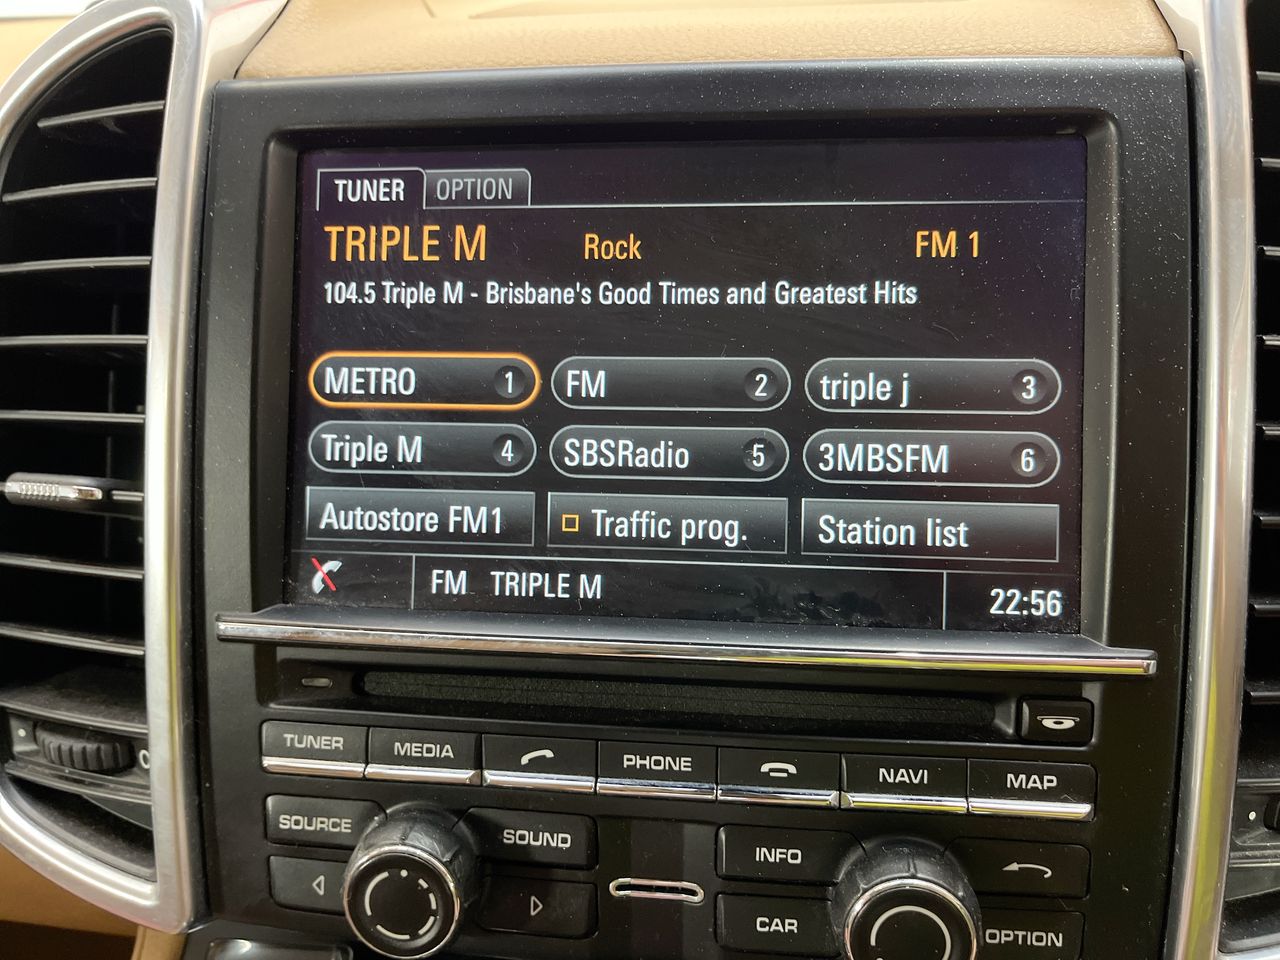 TUNER OPTION
TRIPLE M Rock FM 1
104.5 Triple M - Brisbane's Good Times and Greatest Hits
METRO 1 FM 2 triple j 3
Triple M 4 SBSRadio 5 3MBSFM 6
Autostore FM1 Traffic prog. Station list
FM TRIPLE M 22:56
TUNER MEDIA PHONE NAVI MAP
SOURCE SOUND INFO
CAR OPTION